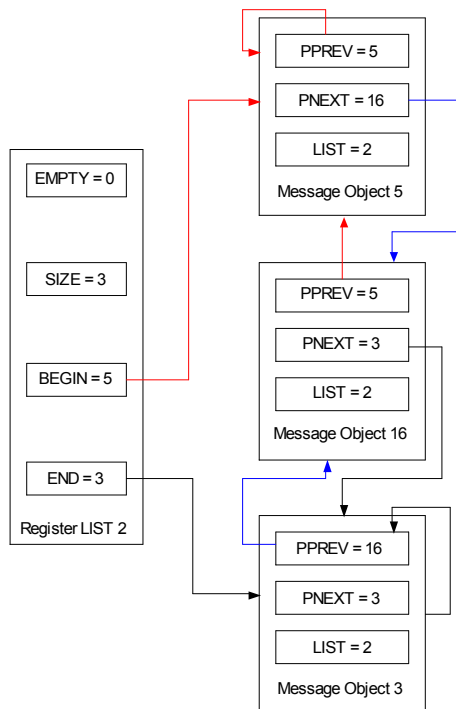 EMPTY = 0
SIZE = 3
BEGIN = 5
END = 3
Register LIST 2
PPREV = 5
PNEXT = 16
LIST = 2
Message Object 5
PPREV = 5
PNEXT = 3
LIST = 2
Message Object 16
PPREV = 16
PNEXT = 3
LIST = 2
Message Object 3